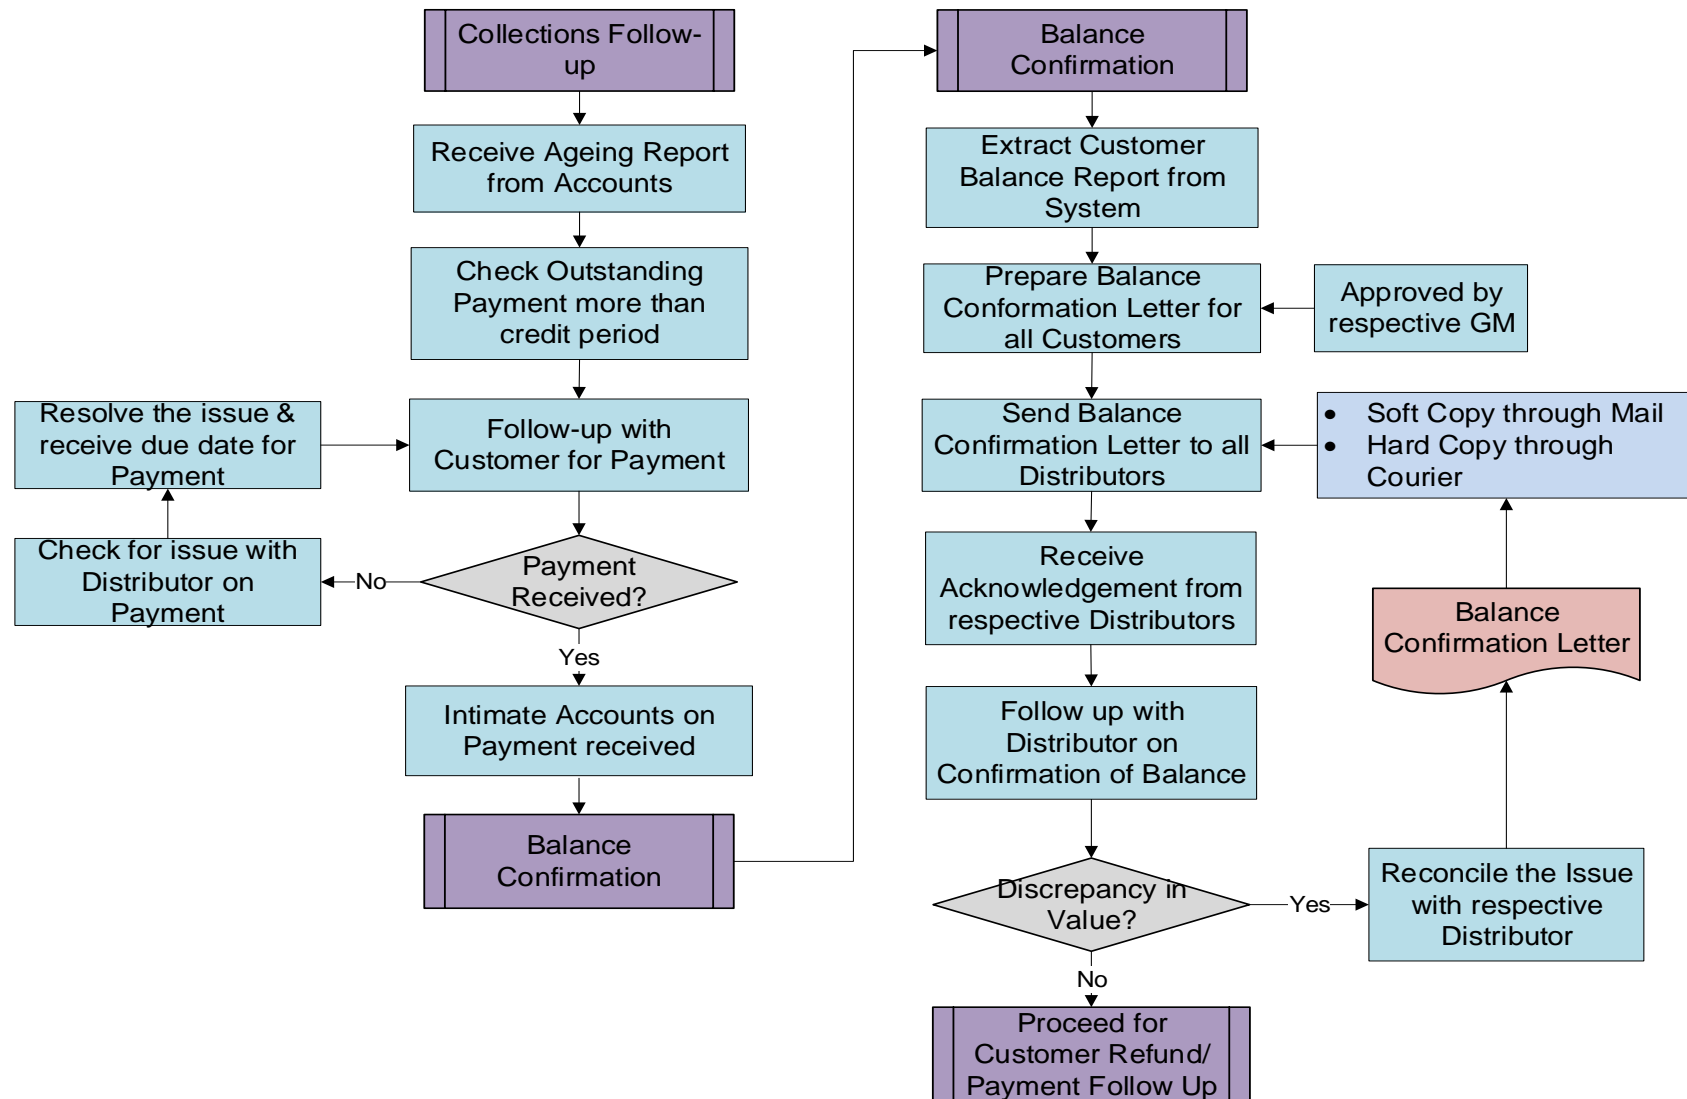 Collections Follow-
up
Receive Ageing Report
from Accounts
Check Outstanding
Payment more than
credit period
Resolve the issue &
receive due date for
Payment
Follow-up with
Customer for Payment
Check for issue with
Distributor on
Payment
No
Payment
Received?
Yes
Intimate Accounts on
Payment received
Balance
Confirmation
Balance
Confirmation
Extract Customer
Balance Report from
System
Prepare Balance
Conformation Letter for
all Customers
Approved by
respective GM
Send Balance
Confirmation Letter to all
Distributors
• Soft Copy through Mail
• Hard Copy through
Courier
Receive
Acknowledgement from
respective Distributors
Balance
Confirmation Letter
Follow up with
Distributor on
Confirmation of Balance
Discrepancy in
Value?
Yes
Reconcile the Issue
with respective
Distributor
No
Proceed for
Customer Refund/
Payment Follow Up